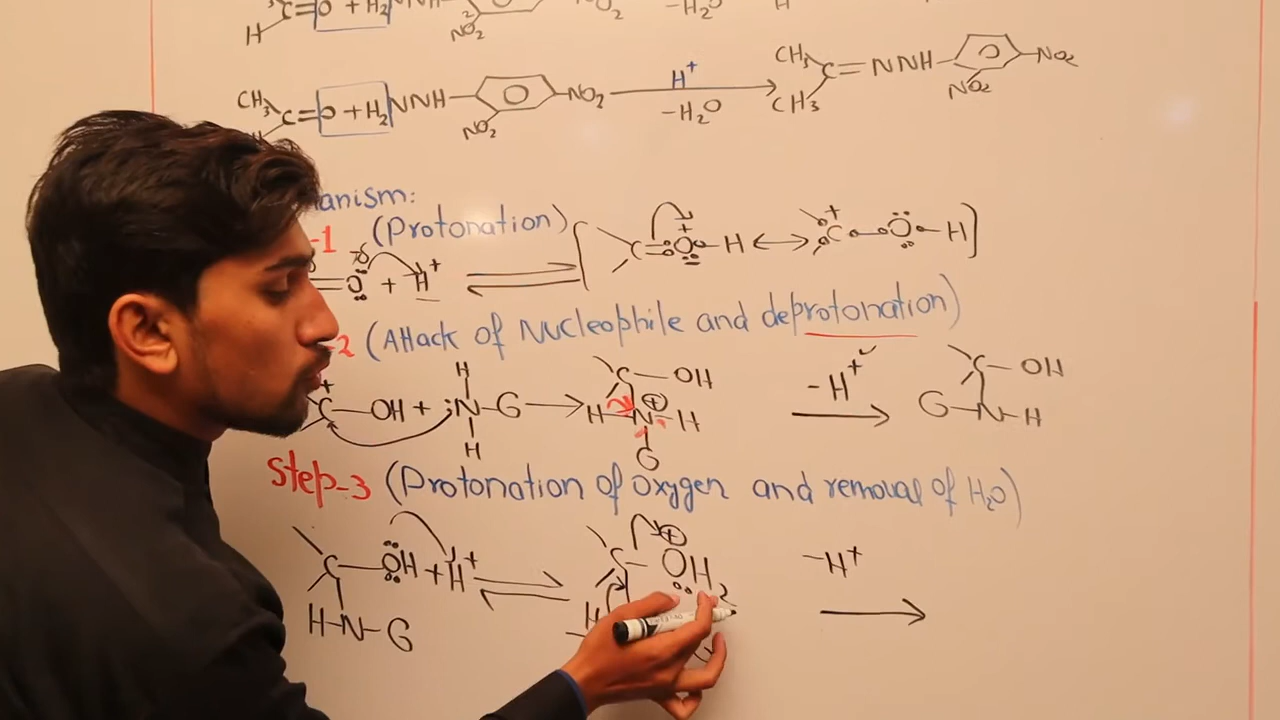 C=O + H2NNH NO2 -H2O H
H NO2
CH3 C=O + H2NNH NO2 H+ -H2O CH3 C=NNH NO2
NO2 CH3 NO2
anism:
-1 (Protonation)
=O + H+ [ C=O+-H ↔ C+-O-H ]
-2 (Attack of Nucleophile and deprotonation)
+ C-OH + :N-G → C-OH -H+ → C-OH
H H H-N⊕-H G G-N-H
Step-3 (Protonation of oxygen and removal of H2O)
C-OH + H+ ⇌ C-OH2 ⊕ -H+ →
H-N-G H